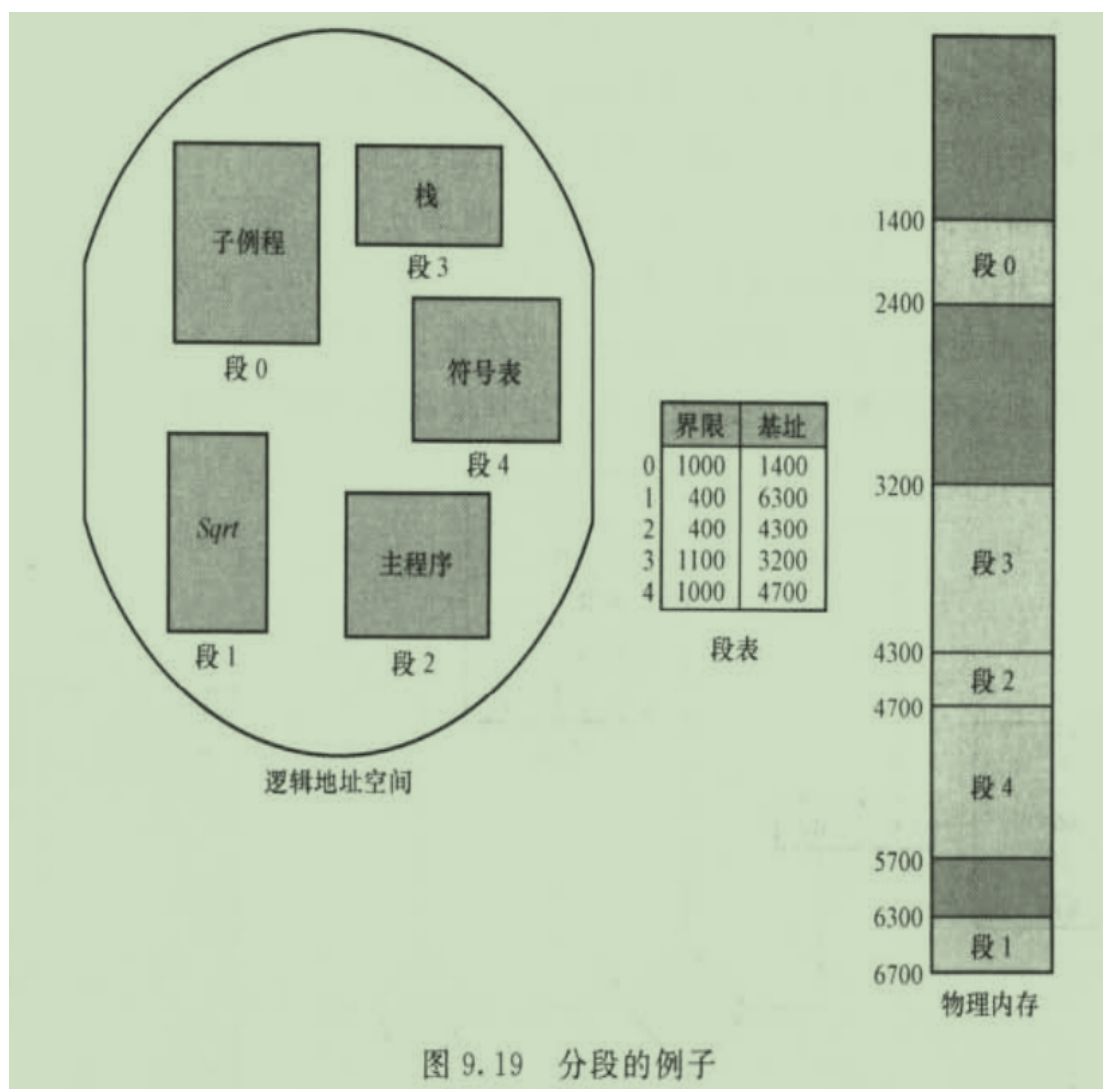 子例程
段 0
栈
段 3
符号表
段 4
Sqrt
段 1
主程序
段 2
逻辑地址空间
界限 基址
0 1000 1400
1 400 6300
2 400 4300
3 1100 3200
4 1000 4700
段表
1400
段 0
2400
3200
段 3
4300
段 2
4700
段 4
5700
6300
段 1
6700
物理内存
图 9.19 分段的例子